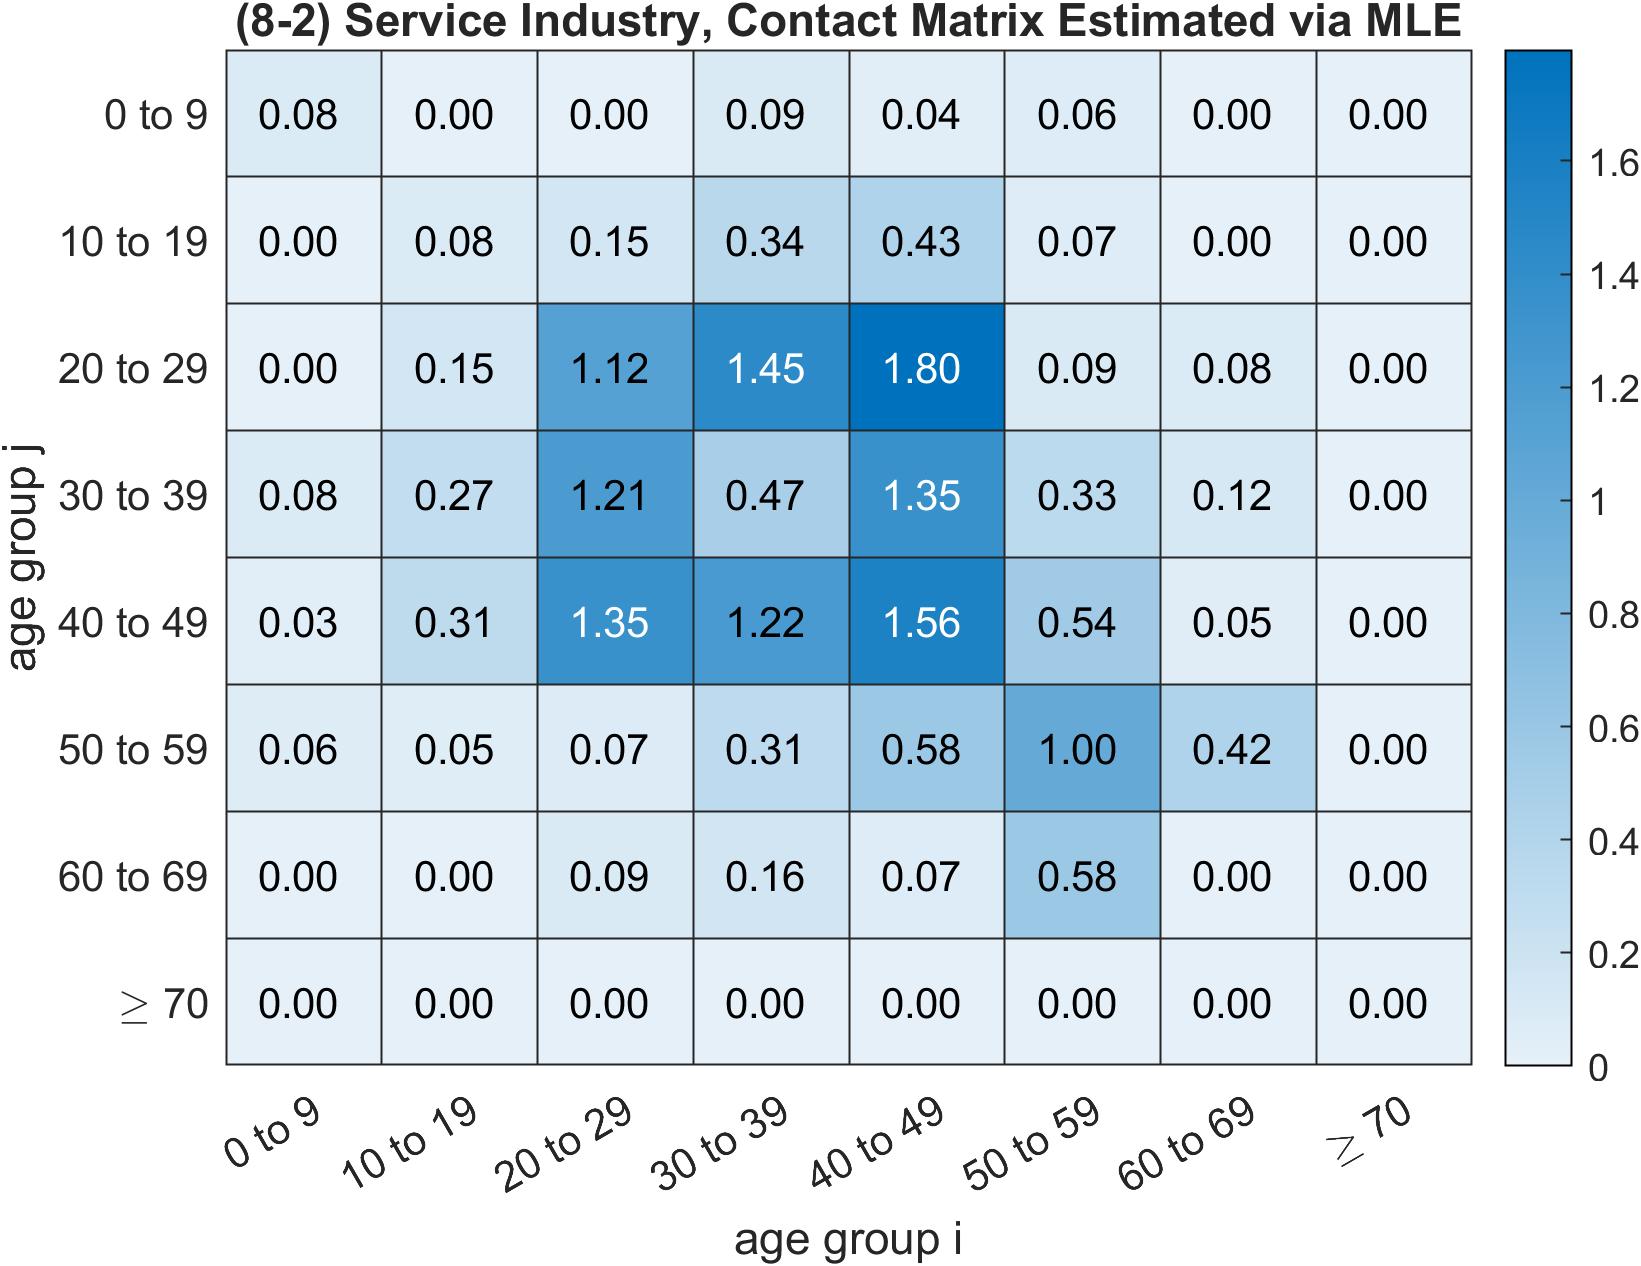 (8-2) Service Industry, Contact Matrix Estimated via MLE
0 to 9 0.08 0.00 0.00 0.09 0.04 0.06 0.00 0.00
10 to 19 0.00 0.08 0.15 0.34 0.43 0.07 0.00 0.00
20 to 29 0.00 0.15 1.12 1.45 1.80 0.09 0.08 0.00
30 to 39 0.08 0.27 1.21 0.47 1.35 0.33 0.12 0.00
40 to 49 0.03 0.31 1.35 1.22 1.56 0.54 0.05 0.00
50 to 59 0.06 0.05 0.07 0.31 0.58 1.00 0.42 0.00
60 to 69 0.00 0.00 0.09 0.16 0.07 0.58 0.00 0.00
≥ 70 0.00 0.00 0.00 0.00 0.00 0.00 0.00 0.00
0 to 9 10 to 19 20 to 29 30 to 39 40 to 49 50 to 59 60 to 69 ≥ 70
age group i
age group j
1.6
1.4
1.2
1
0.8
0.6
0.4
0.2
0